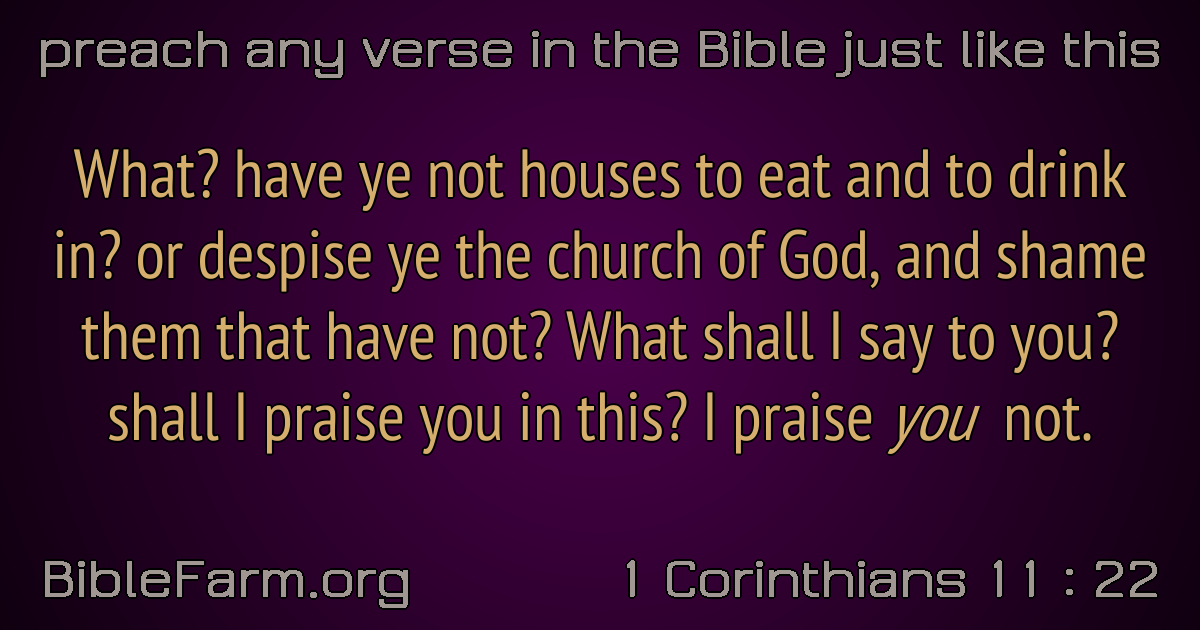 preach any verse in the Bible just like this
What? have ye not houses to eat and to drink
in? or despise ye the church of God, and shame
them that have not? What shall I say to you?
shall I praise you in this? I praise you not.
BibleFarm.org 1 Corinthians 11 : 22